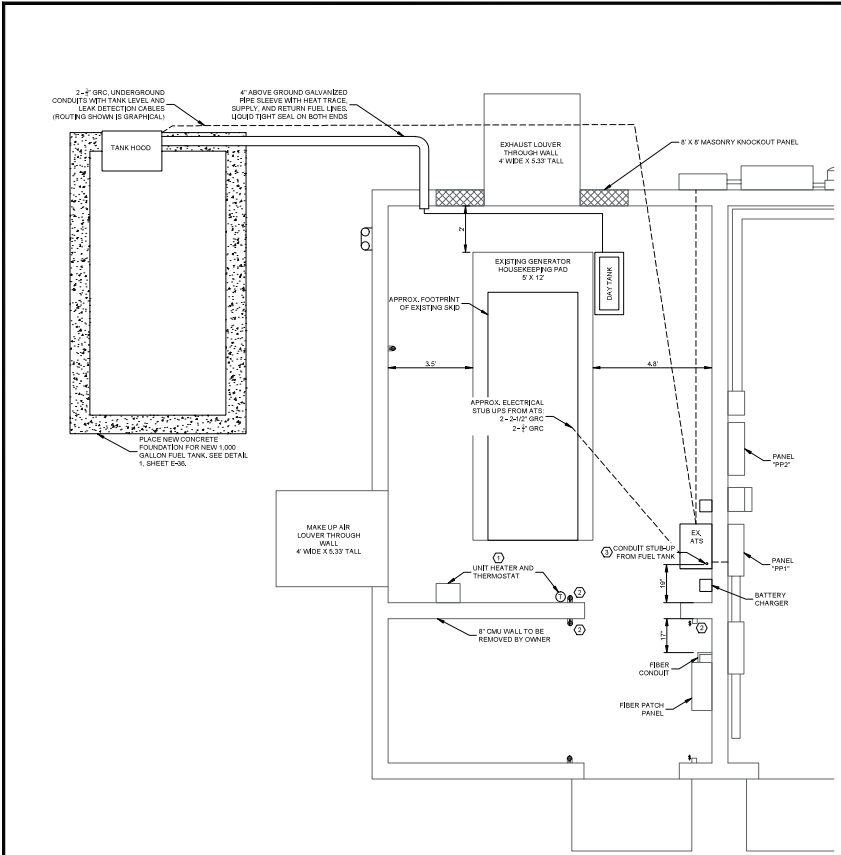 2-½" GRC, UNDERGROUND
CONDUITS WITH TANK LEVEL AND
LEAK DETECTION CABLES
(ROUTING SHOWN IS GRAPHICAL)
4" ABOVE GROUND GALVANIZED
PIPE SLEEVE WITH HEAT TRACE,
SUPPLY, AND RETURN FUEL LINES.
LIQUID TIGHT SEAL ON BOTH ENDS
TANK HOOD
EXHAUST LOUVER
THROUGH WALL
4' WIDE X 5.33' TALL
8' X 8' MASONRY KNOCKOUT PANEL
2'
EXISTING GENERATOR
HOUSEKEEPING PAD
5' X 12'
DAY TANK
APPROX. FOOTPRINT
OF EXISTING SKID
3.5'
4.8'
APPROX. ELECTRICAL
STUB UPS FROM ATS:
2 - 2-1/2" GRC
PLACE NEW CONCRETE
FOUNDATION FOR NEW 1,000
GALLON FUEL TANK. SEE DETAIL
1, SHEET E-36.
PANEL
"PP2"
MAKE UP AIR
LOUVER THROUGH
WALL
4' WIDE X 5.33' TALL
EX.
ATS
3 CONDUIT STUB-UP
FROM FUEL TANK
PANEL
"PP1"
1
UNIT HEATER AND
THERMOSTAT
T
2
19"
BATTERY
CHARGER
2
2
8" CMU WALL TO BE
REMOVED BY OWNER
17"
FIBER
CONDUIT
FIBER PATCH
PANEL